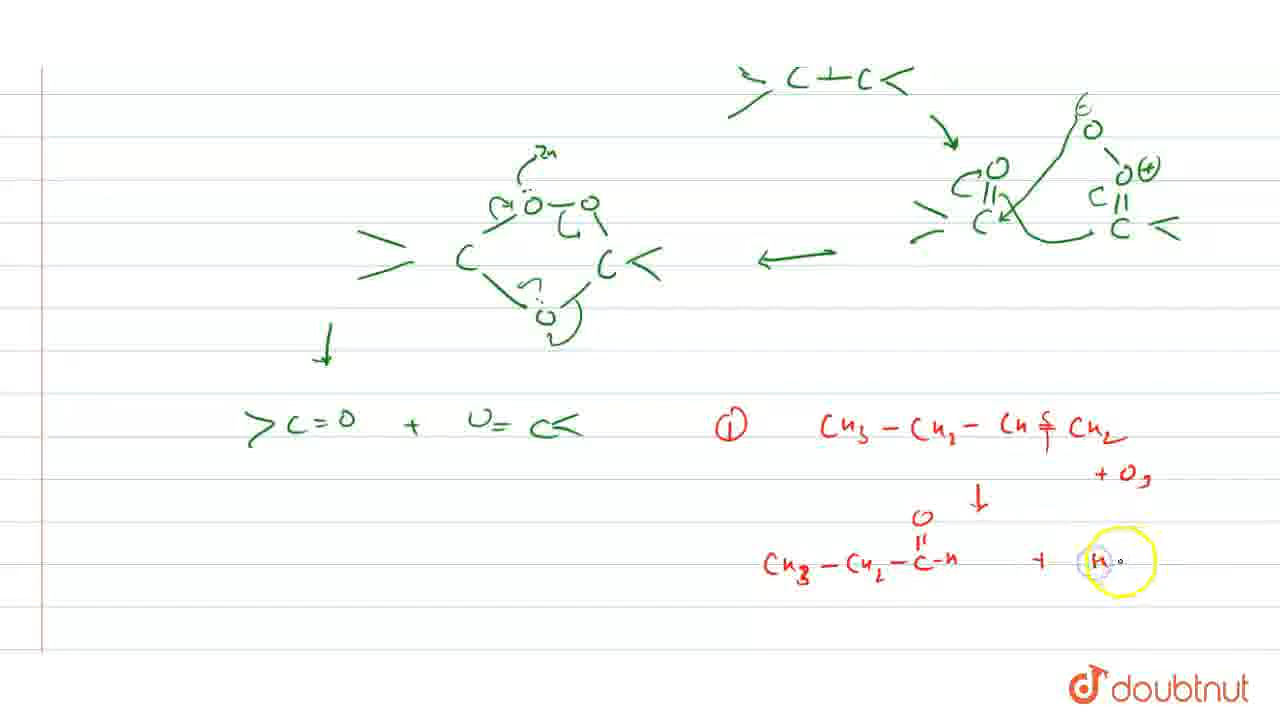 > C - C <
O
O O (+)
C C <
Zn
O - O
> C C <
O
> C = O + O = C <
① CH3 - CH2 - CH = CH2
+ O3
O
CH3 - CH2 - C - H + H
doubtnut